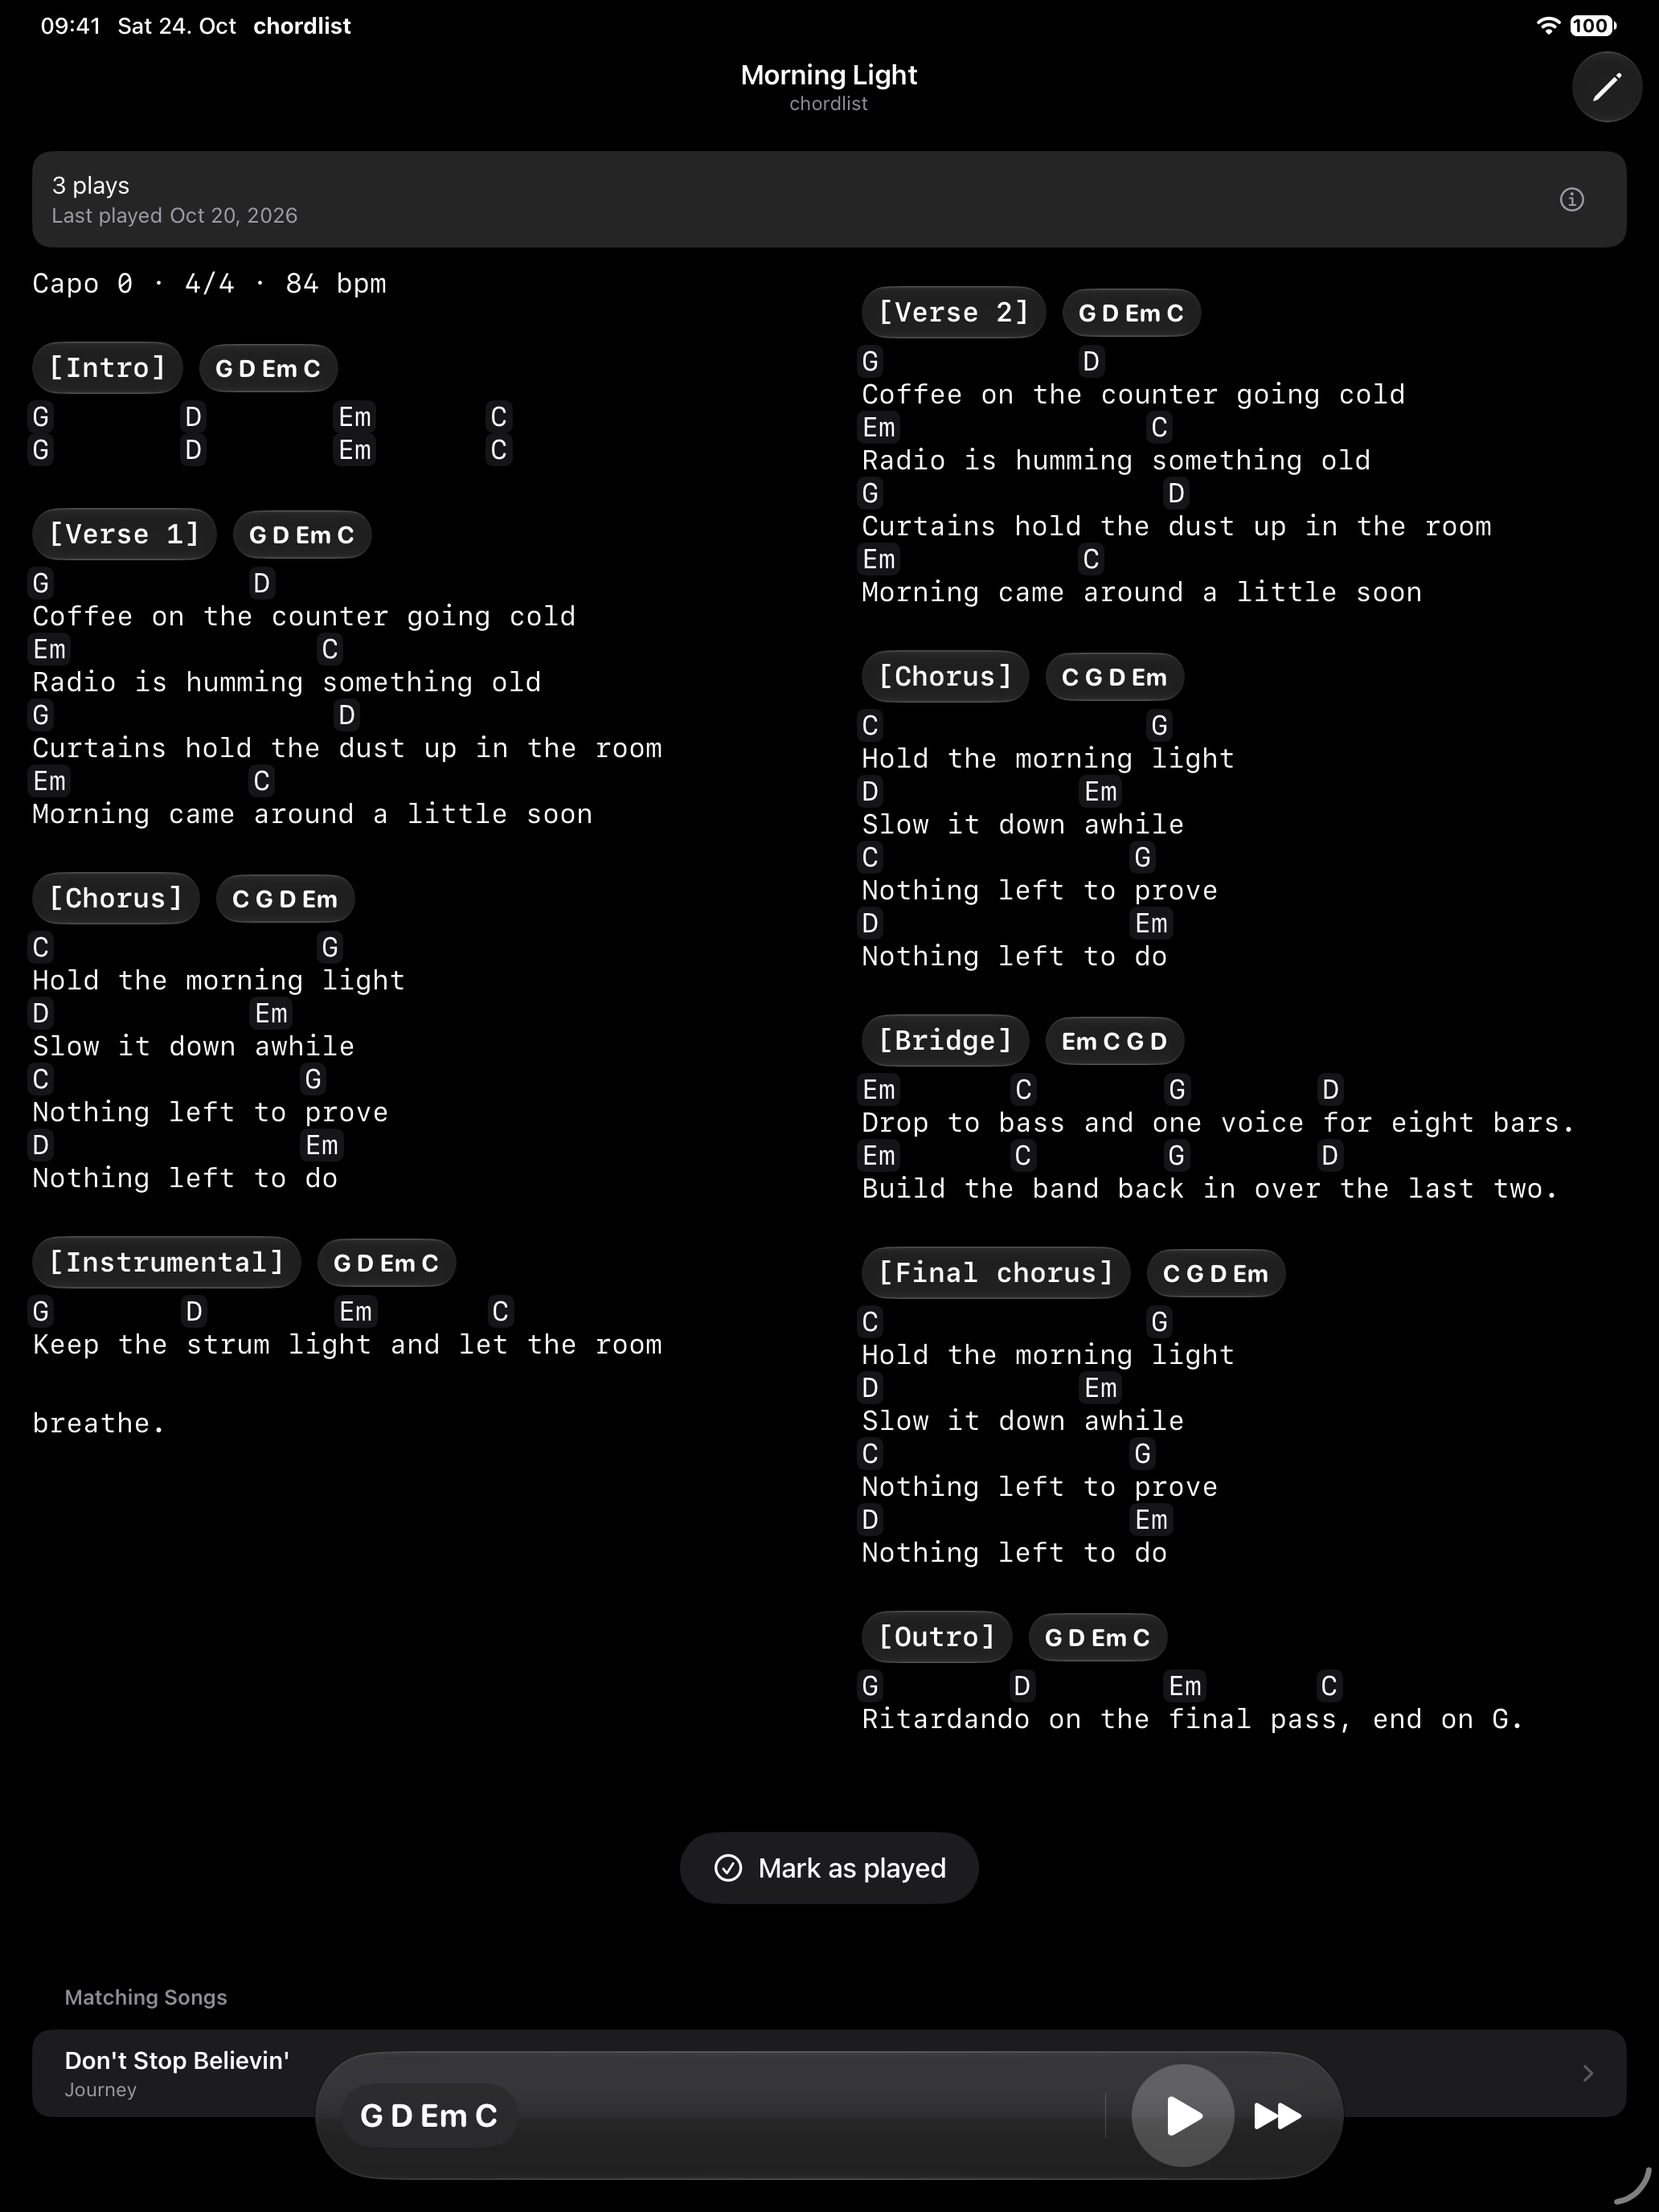 09:41 Sat 24. Oct chordlist
100
Morning Light
chordlist
3 plays
Last played Oct 20, 2026
Capo 0 · 4/4 · 84 bpm
[Intro] G D Em C
G D Em C
G D Em C
[Verse 1] G D Em C
G D
Coffee on the counter going cold
Em C
Radio is humming something old
G D
Curtains hold the dust up in the room
Em C
Morning came around a little soon
[Chorus] C G D Em
C G
Hold the morning light
D Em
Slow it down awhile
C G
Nothing left to prove
D Em
Nothing left to do
[Instrumental] G D Em C
G D Em C
Keep the strum light and let the room
breathe.
[Verse 2] G D Em C
G D
Coffee on the counter going cold
Em C
Radio is humming something old
G D
Curtains hold the dust up in the room
Em C
Morning came around a little soon
[Chorus] C G D Em
C G
Hold the morning light
D Em
Slow it down awhile
C G
Nothing left to prove
D Em
Nothing left to do
[Bridge] Em C G D
Em C G D
Drop to bass and one voice for eight bars.
Em C G D
Build the band back in over the last two.
[Final chorus] C G D Em
C G
Hold the morning light
D Em
Slow it down awhile
C G
Nothing left to prove
D Em
Nothing left to do
[Outro] G D Em C
G D Em C
Ritardando on the final pass, end on G.
Mark as played
Matching Songs
Don't Stop Believin'
Journey
G D Em C